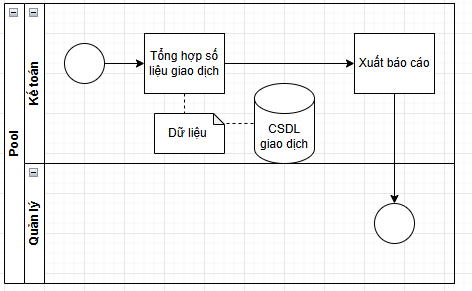 Pool
Kế toán
Tổng hợp số
liệu giao dịch
Xuất báo cáo
Dữ liệu
CSDL
giao dịch
Quản lý